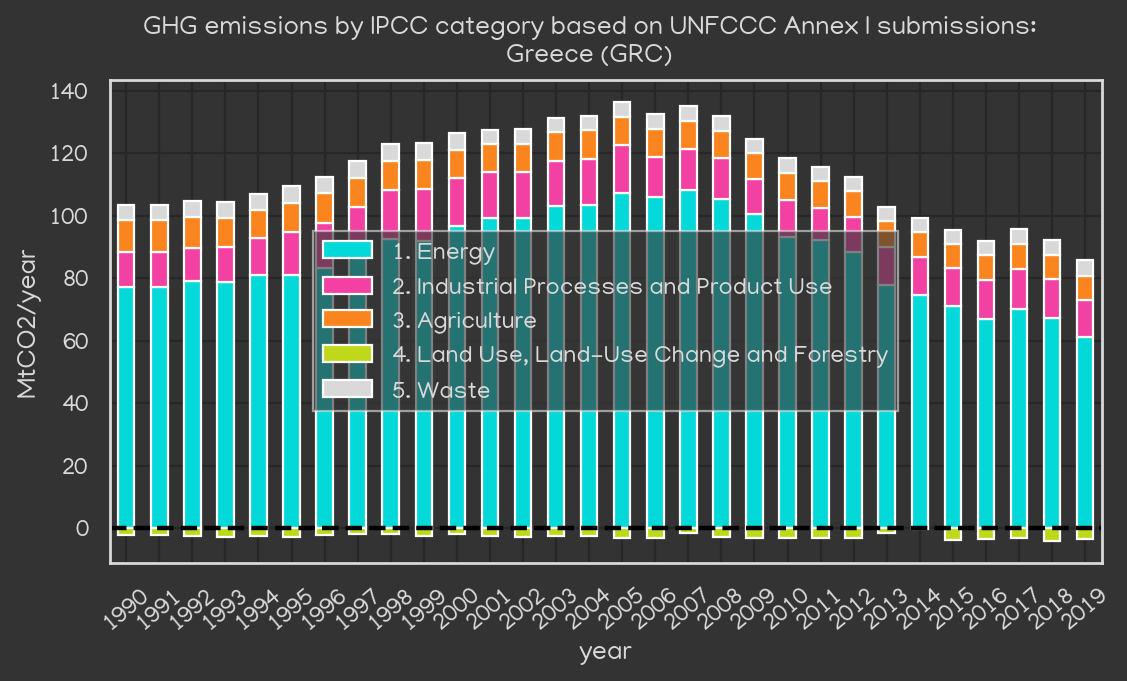 GHG emissions by IPCC category based on UNFCCC Annex I submissions:
Greece (GRC)
MtCO2/year
140
120
100
80
60
40
20
0
1. Energy
2. Industrial Processes and Product Use
3. Agriculture
4. Land Use, Land-Use Change and Forestry
5. Waste
1990 1991 1992 1993 1994 1995 1996 1997 1998 1999 2000 2001 2002 2003 2004 2005 2006 2007 2008 2009 2010 2011 2012 2013 2014 2015 2016 2017 2018 2019
year